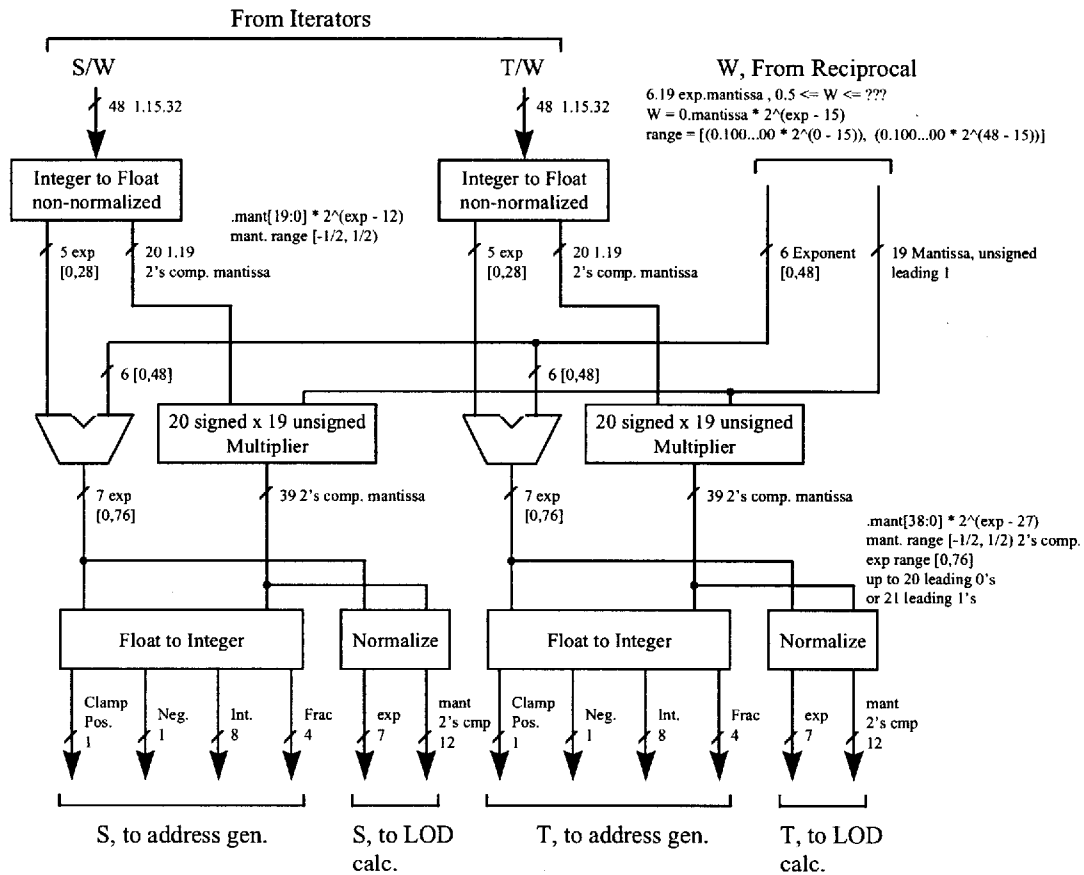 From Iterators
S/W
T/W
W, From Reciprocal
48 1.15.32
48 1.15.32
6.19 exp.mantissa , 0.5 <= W <= ???
W = 0.mantissa * 2^(exp - 15)
range = [(0.100...00 * 2^(0 - 15)), (0.100...00 * 2^(48 - 15))]
Integer to Float
non-normalized
Integer to Float
non-normalized
.mant[19:0] * 2^(exp - 12)
mant. range [-1/2, 1/2)
5 exp
[0,28]
20 1.19
2's comp. mantissa
5 exp
[0,28]
20 1.19
2's comp. mantissa
6 Exponent
[0,48]
19 Mantissa, unsigned
leading 1
6 [0,48]
6 [0,48]
20 signed x 19 unsigned
Multiplier
20 signed x 19 unsigned
Multiplier
7 exp
[0,76]
39 2's comp. mantissa
7 exp
[0,76]
39 2's comp. mantissa
.mant[38:0] * 2^(exp - 27)
mant. range [-1/2, 1/2) 2's comp.
exp range [0,76]
up to 20 leading 0's
or 21 leading 1's
Float to Integer
Normalize
Float to Integer
Normalize
Clamp
Pos.
1
Neg.
1
Int.
8
Frac
4
exp
7
mant
2's cmp
12
Clamp
Pos.
1
Neg.
1
Int.
8
Frac
4
exp
7
mant
2's cmp
12
S, to address gen.
S, to LOD
calc.
T, to address gen.
T, to LOD
calc.